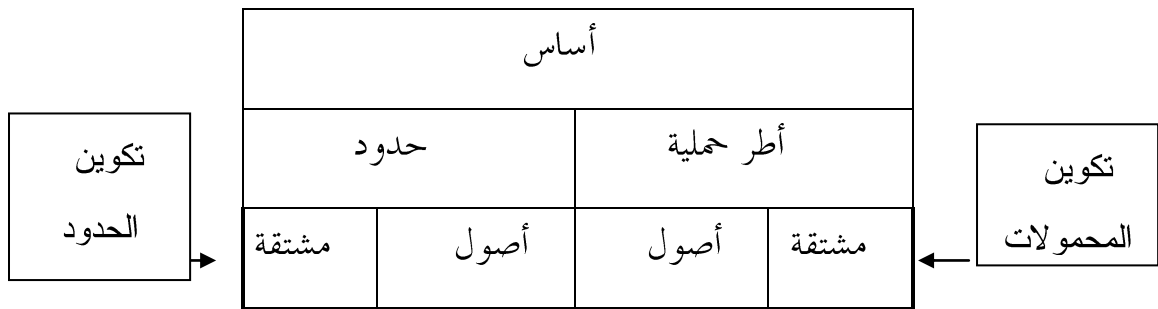 أساس
أطر حملية
حدود
تكوين
المحمولات
تكوين
الحدود
مشتقة
أصول
أصول
مشتقة